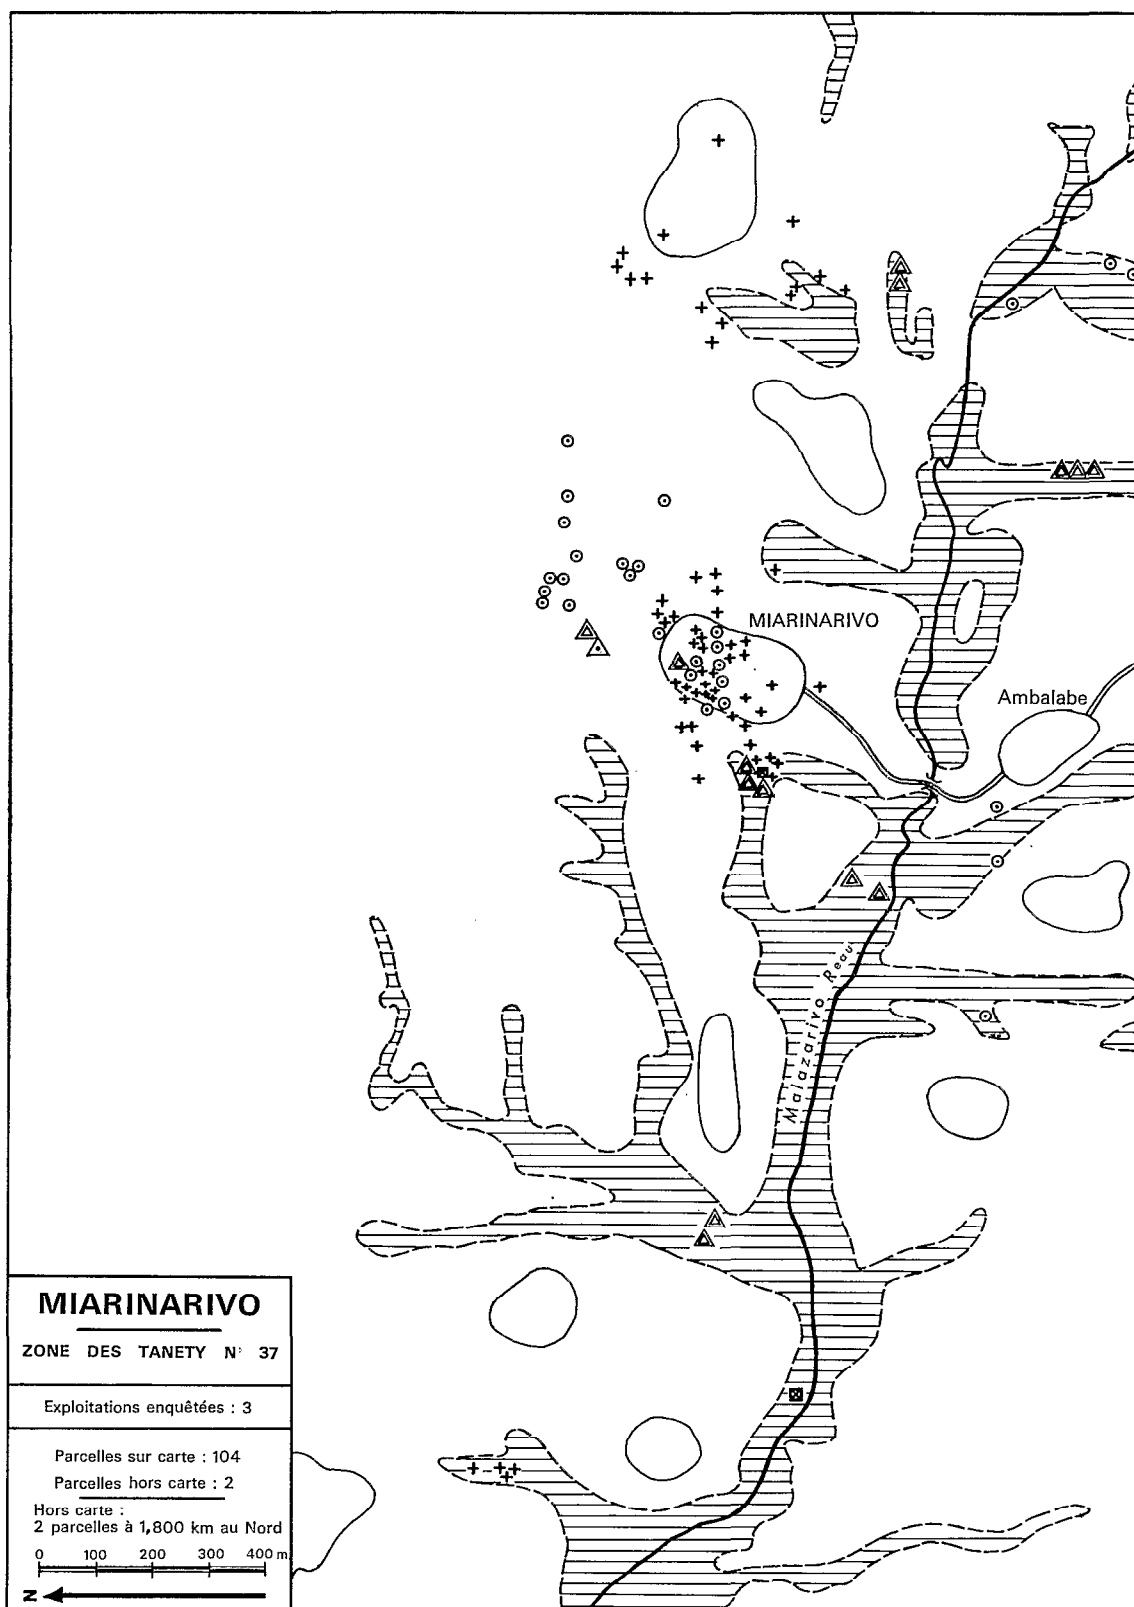 MIARINARIVO
Ambalabe
Malazarivo Reau
MIARINARIVO
ZONE DES TANETY N° 37
Exploitations enquêtées : 3
Parcelles sur carte : 104
Parcelles hors carte : 2
Hors carte :
2 parcelles à 1,800 km au Nord
0 100 200 300 400 m
N